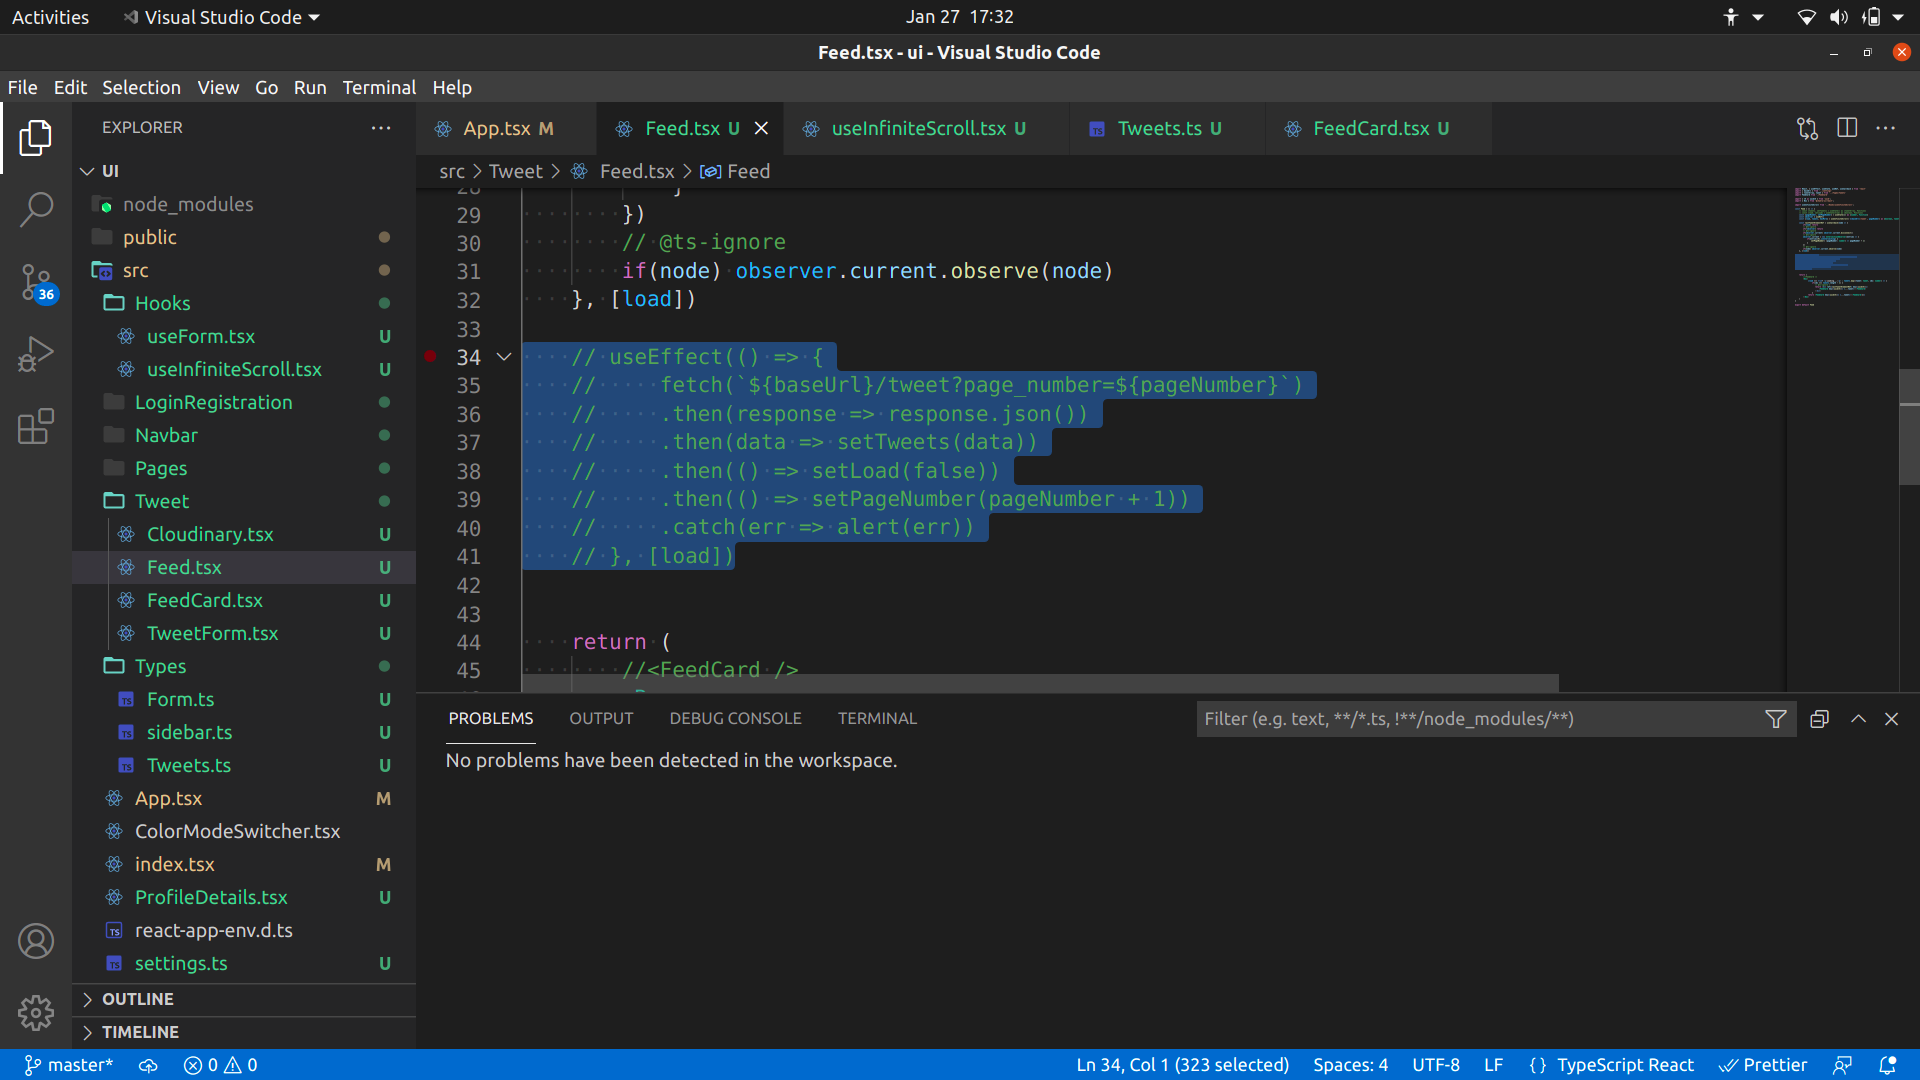 Activities
Visual Studio Code
Jan 27 17:32
Feed.tsx - ui - Visual Studio Code
File Edit Selection View Go Run Terminal Help
EXPLORER
App.tsx M
Feed.tsx U
useInfiniteScroll.tsx U
Tweets.ts U
FeedCard.tsx U
src > Tweet > Feed.tsx > Feed
UI
node_modules
public
src
Hooks
useForm.tsx U
useInfiniteScroll.tsx U
LoginRegistration
Navbar
Pages
Tweet
Cloudinary.tsx U
Feed.tsx U
FeedCard.tsx U
TweetForm.tsx U
Types
Form.ts U
sidebar.ts U
Tweets.ts U
App.tsx M
ColorModeSwitcher.tsx
index.tsx M
ProfileDetails.tsx U
react-app-env.d.ts
settings.ts U
OUTLINE
TIMELINE
28 }
29 })
30 // @ts-ignore
31 if(node) observer.current.observe(node)
32 }, [load])
33
34 // useEffect(() => {
35 // fetch(`${baseUrl}/tweet?page_number=${pageNumber}`)
36 // .then(response => response.json())
37 // .then(data => setTweets(data))
38 // .then(() => setLoad(false))
39 // .then(() => setPageNumber(pageNumber + 1))
40 // .catch(err => alert(err))
41 // }, [load])
42
43
44 return (
45 //<FeedCard />
PROBLEMS OUTPUT DEBUG CONSOLE TERMINAL
Filter (e.g. text, **/*.ts, !**/node_modules/**)
No problems have been detected in the workspace.
36
master* 0 0
Ln 34, Col 1 (323 selected) Spaces: 4 UTF-8 LF {} TypeScript React Prettier